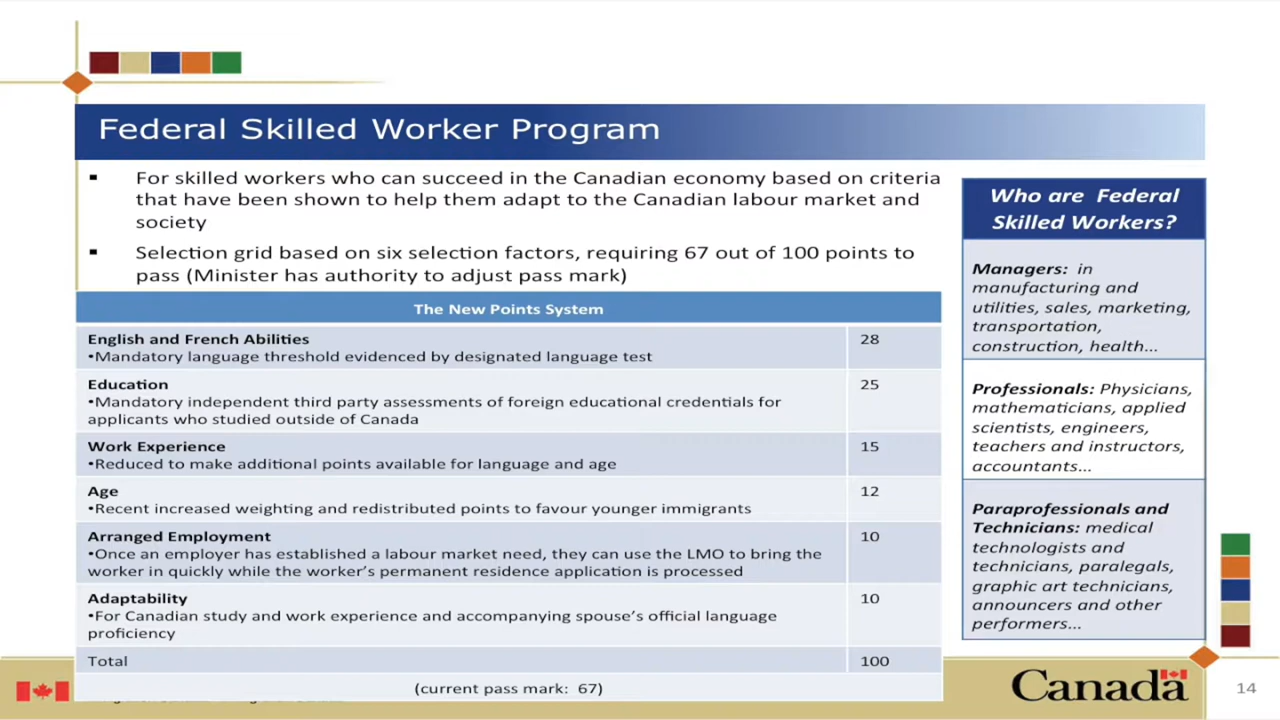 Federal Skilled Worker Program
▪ For skilled workers who can succeed in the Canadian economy based on criteria
that have been shown to help them adapt to the Canadian labour market and
society
▪ Selection grid based on six selection factors, requiring 67 out of 100 points to
pass (Minister has authority to adjust pass mark)
The New Points System
English and French Abilities 28
•Mandatory language threshold evidenced by designated language test
Education 25
•Mandatory independent third party assessments of foreign educational credentials for
applicants who studied outside of Canada
Work Experience 15
•Reduced to make additional points available for language and age
Age 12
•Recent increased weighting and redistributed points to favour younger immigrants
Arranged Employment 10
•Once an employer has established a labour market need, they can use the LMO to bring the
worker in quickly while the worker's permanent residence application is processed
Adaptability 10
•For Canadian study and work experience and accompanying spouse's official language
proficiency
Total 100
(current pass mark: 67)
Who are Federal
Skilled Workers?
Managers: in
manufacturing and
utilities, sales, marketing,
transportation,
construction, health...
Professionals: Physicians,
mathematicians, applied
scientists, engineers,
teachers and instructors,
accountants...
Paraprofessionals and
Technicians: medical
technologists and
technicians, paralegals,
graphic art technicians,
announcers and other
performers...
Canada
14